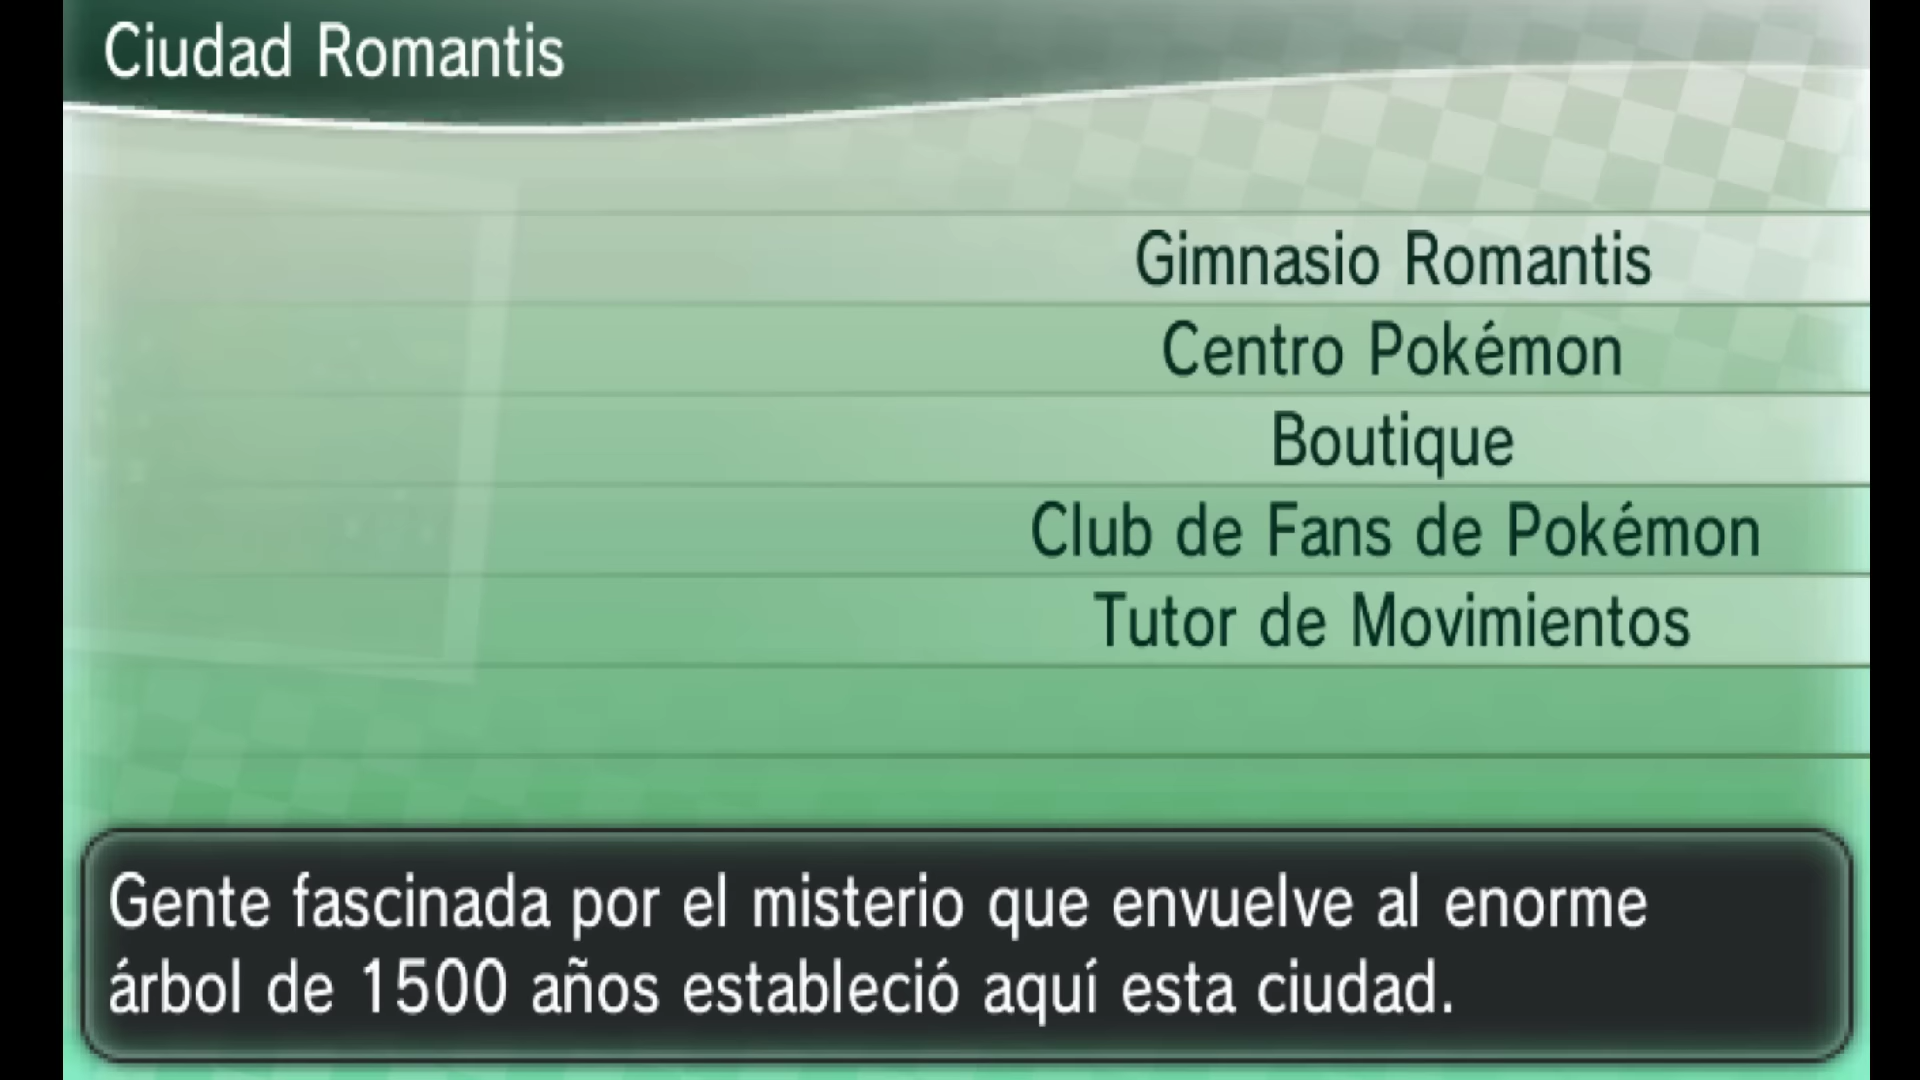 Ciudad Romantis
Gimnasio Romantis
Centro Pokémon
Boutique
Club de Fans de Pokémon
Tutor de Movimientos
Gente fascinada por el misterio que envuelve al enorme
árbol de 1500 años estableció aquí esta ciudad.